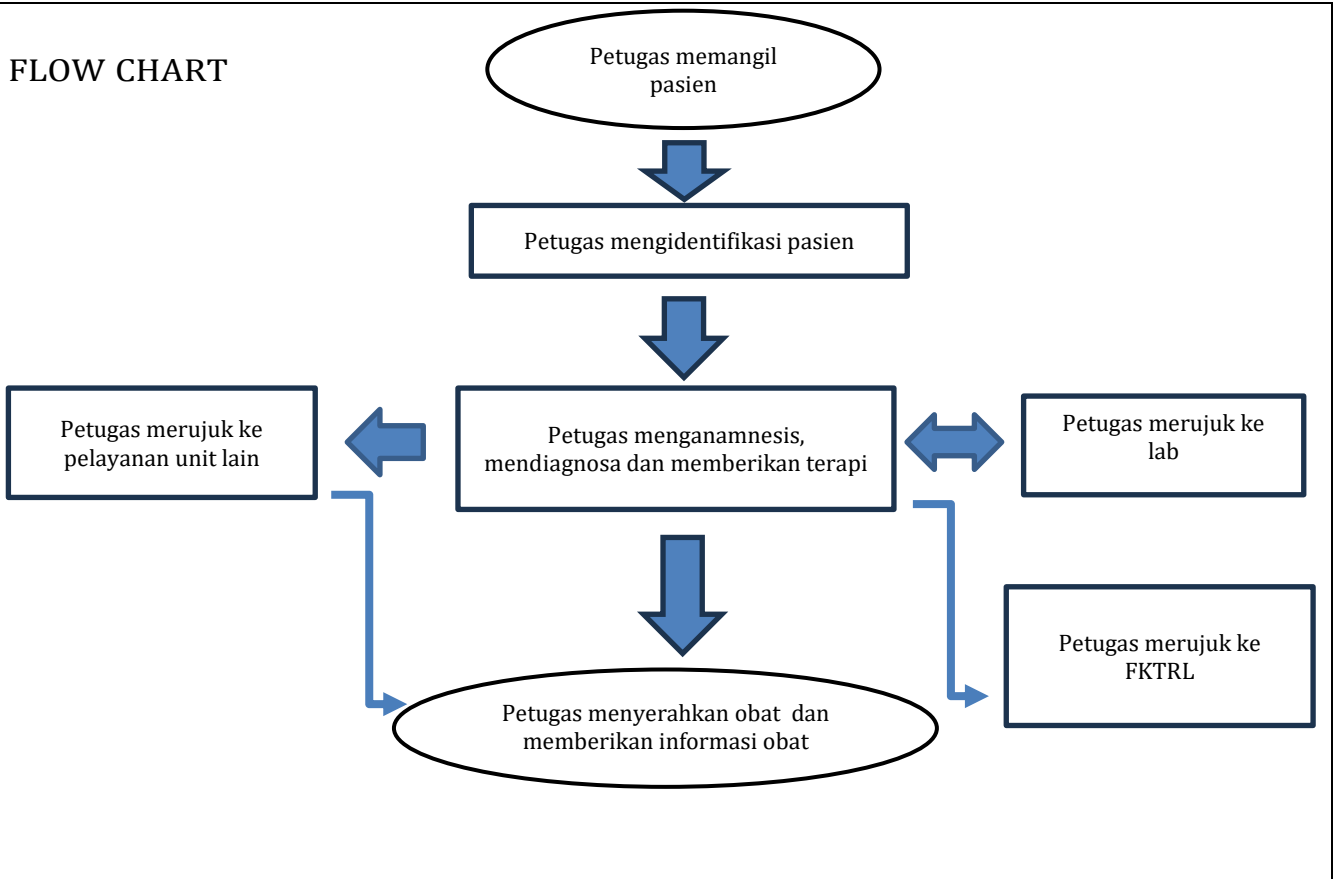 FLOW CHART
Petugas memangil
pasien
Petugas mengidentifikasi pasien
Petugas merujuk ke
pelayanan unit lain
Petugas menganamnesis,
mendiagnosa dan memberikan terapi
Petugas merujuk ke
lab
Petugas merujuk ke
FKTRL
Petugas menyerahkan obat dan
memberikan informasi obat